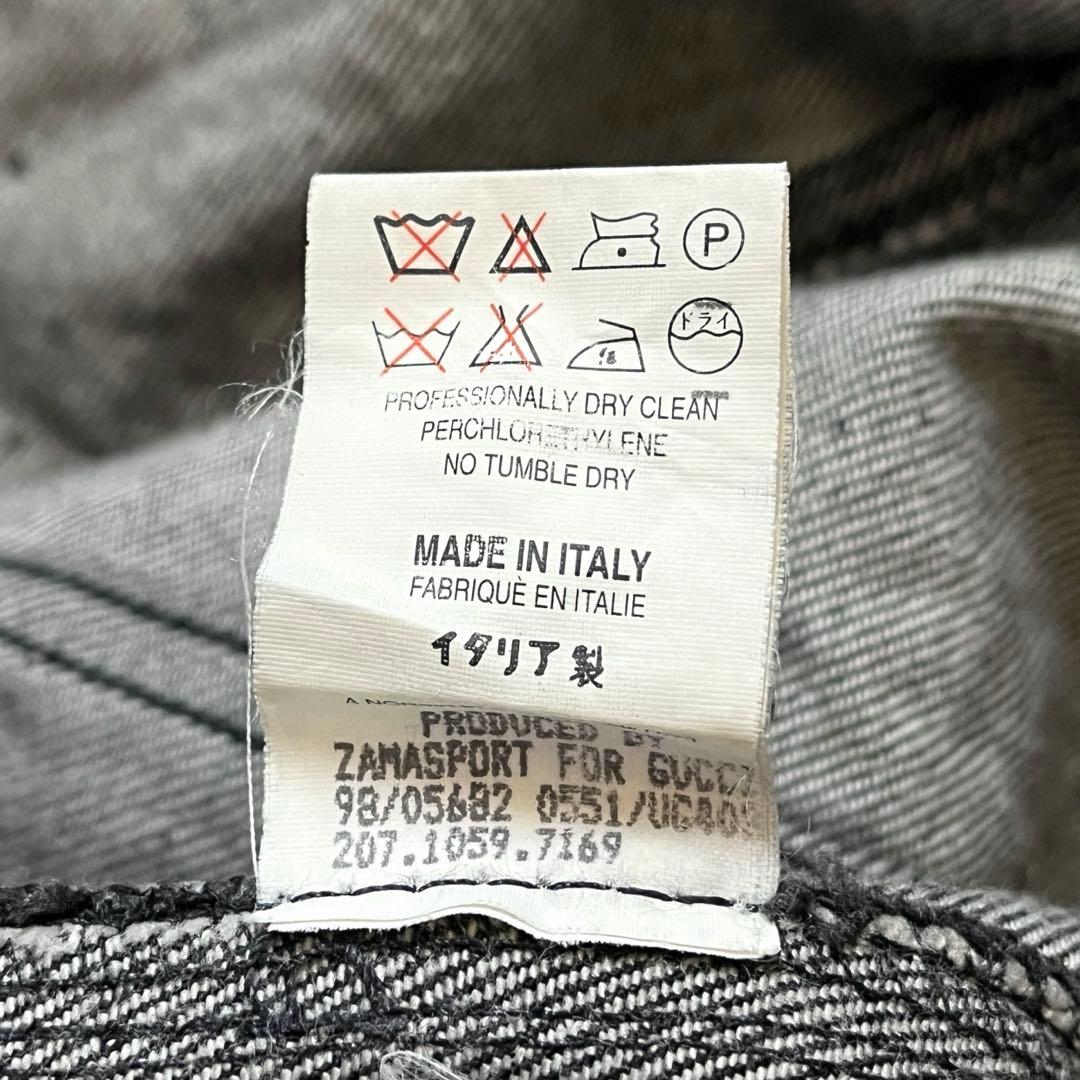 P
ドライ
PROFESSIONALLY DRY CLEAN
PERCHLORETHYLENE
NO TUMBLE DRY
MADE IN ITALY
FABRIQUÈ EN ITALIE
イタリア製
PRODUCED BY
ZAMASPORT FOR GUCCI
98/05682 0551/
207.1059.7169